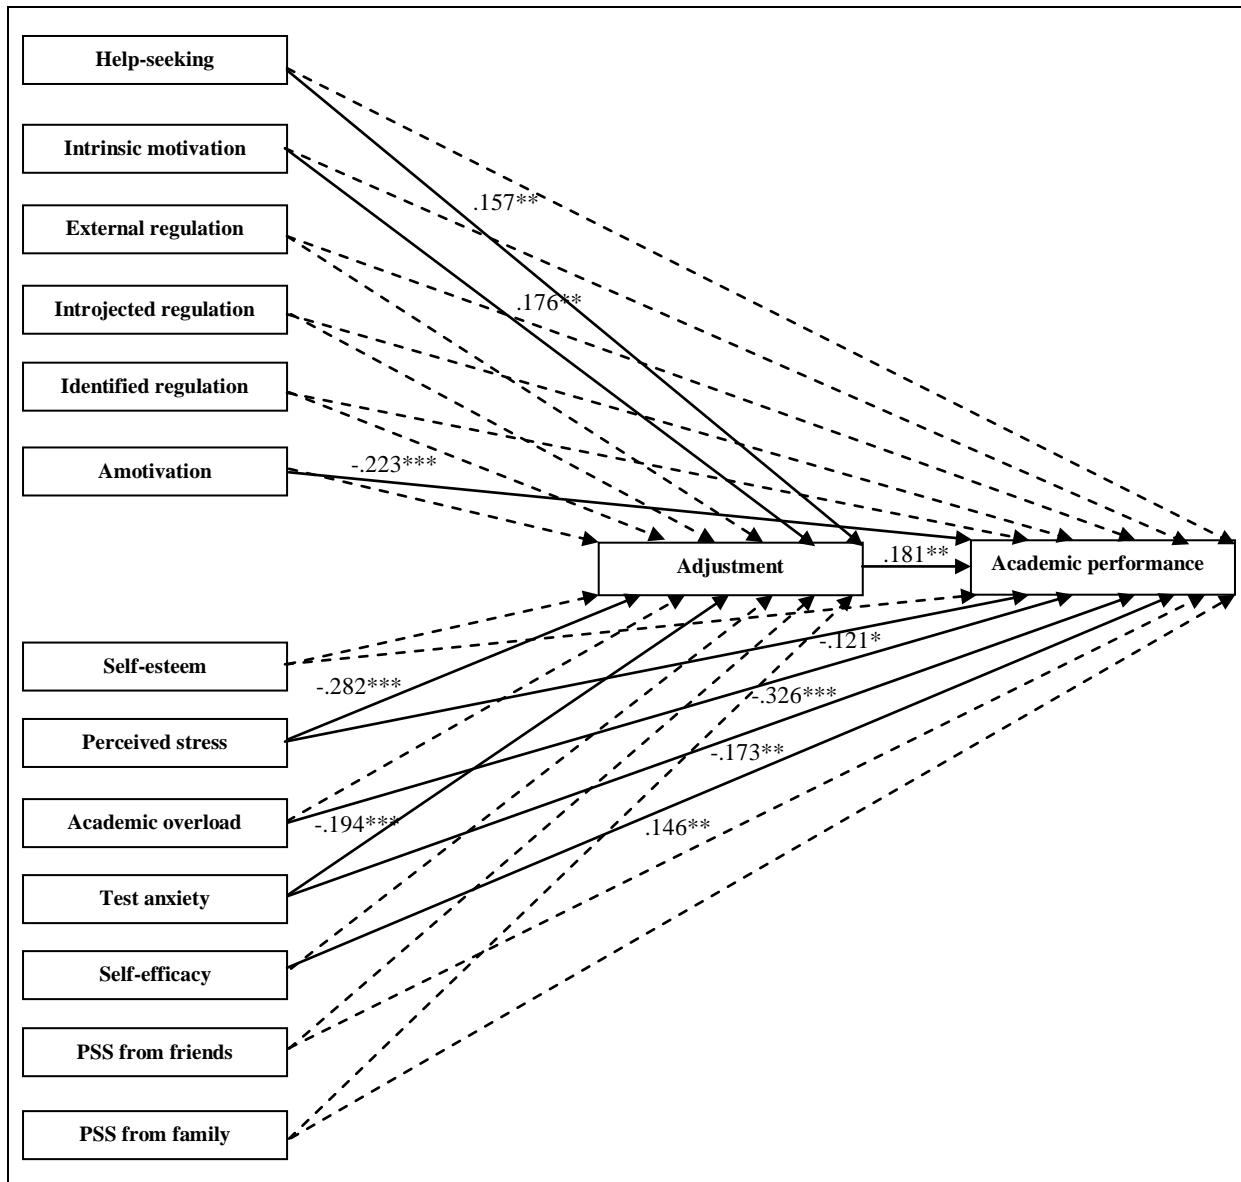 Help-seeking
Intrinsic motivation
.157**
External regulation
Introjected regulation
.176**
Identified regulation
Amotivation
-.223***
Adjustment
.181**
Academic performance
Self-esteem
-.121*
-.282***
-.326***
Perceived stress
-.173**
Academic overload
-.194***
.146**
Test anxiety
Self-efficacy
PSS from friends
PSS from family